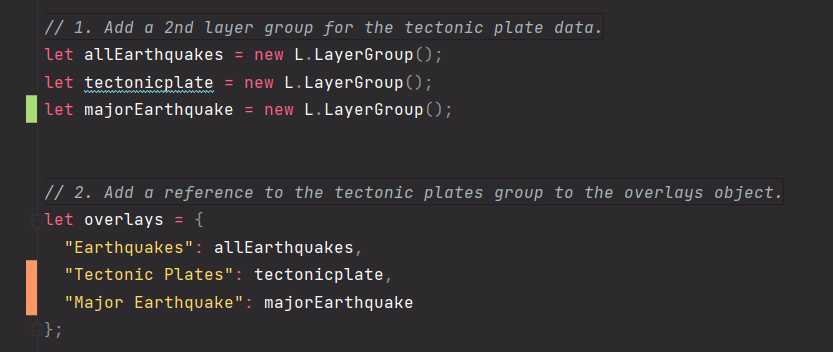 // 1. Add a 2nd layer group for the tectonic plate data.
let allEarthquakes = new L.LayerGroup();
let tectonicplate = new L.LayerGroup();
let majorEarthquake = new L.LayerGroup();
// 2. Add a reference to the tectonic plates group to the overlays object.
let overlays = {
  "Earthquakes": allEarthquakes,
  "Tectonic Plates": tectonicplate,
  "Major Earthquake": majorEarthquake
};